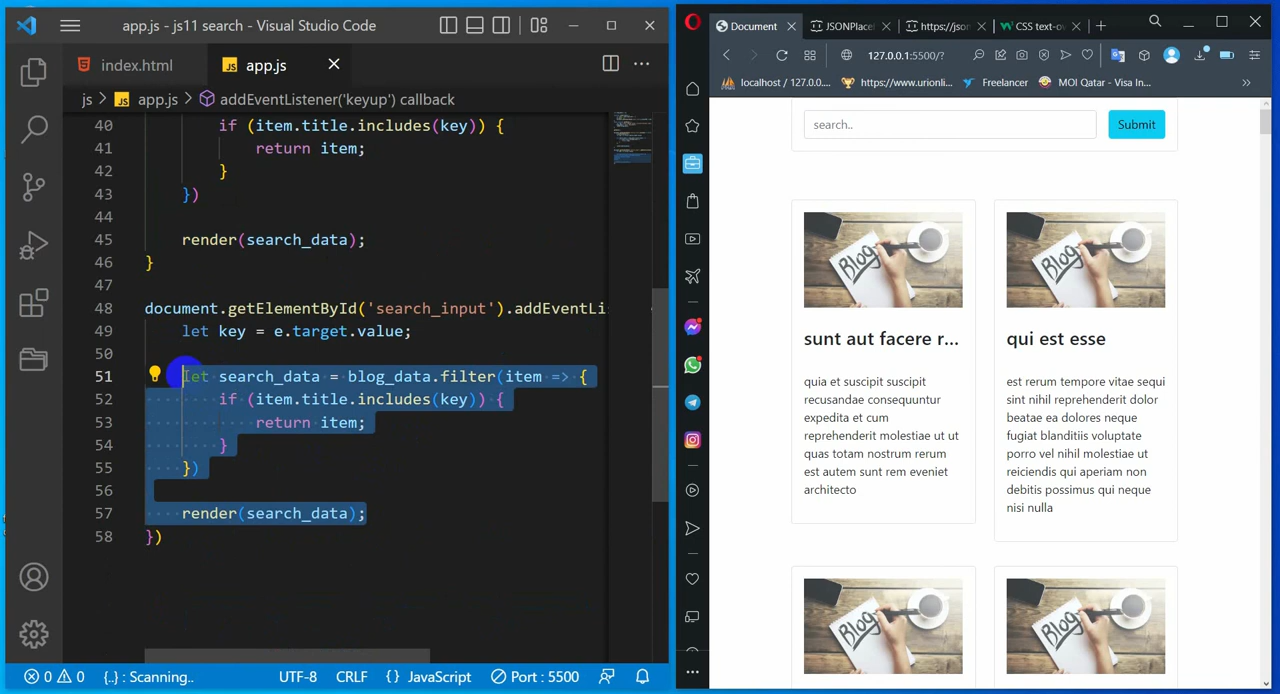 app.js - js11 search - Visual Studio Code
index.html
app.js
js > app.js > addEventListener('keyup') callback
40 if (item.title.includes(key)) {
41 return item;
42 }
43 })
44
45 render(search_data);
46 }
47
48 document.getElementById('search_input').addEventLi
49 let key = e.target.value;
50
51 let search_data = blog_data.filter(item => {
52 if (item.title.includes(key)) {
53 return item;
54 }
55 })
56
57 render(search_data);
58 })
0 0 {..} : Scanning.. UTF-8 CRLF {} JavaScript Port : 5500
Document
JSONPlacel
https://json
CSS text-ov
127.0.0.1:5500/?
localhost / 127.0....
https://www.urionli...
Freelancer
MOI Qatar - Visa In...
search..
Submit
Blog
sunt aut facere r...
quia et suscipit suscipit
recusandae consequuntur
expedita et cum
reprehenderit molestiae ut ut
quas totam nostrum rerum
est autem sunt rem eveniet
architecto
Blog
qui est esse
est rerum tempore vitae sequi
sint nihil reprehenderit dolor
beatae ea dolores neque
fugiat blanditiis voluptate
porro vel nihil molestiae ut
reiciendis qui aperiam non
debitis possimus qui neque
nisi nulla
Blog
Blog